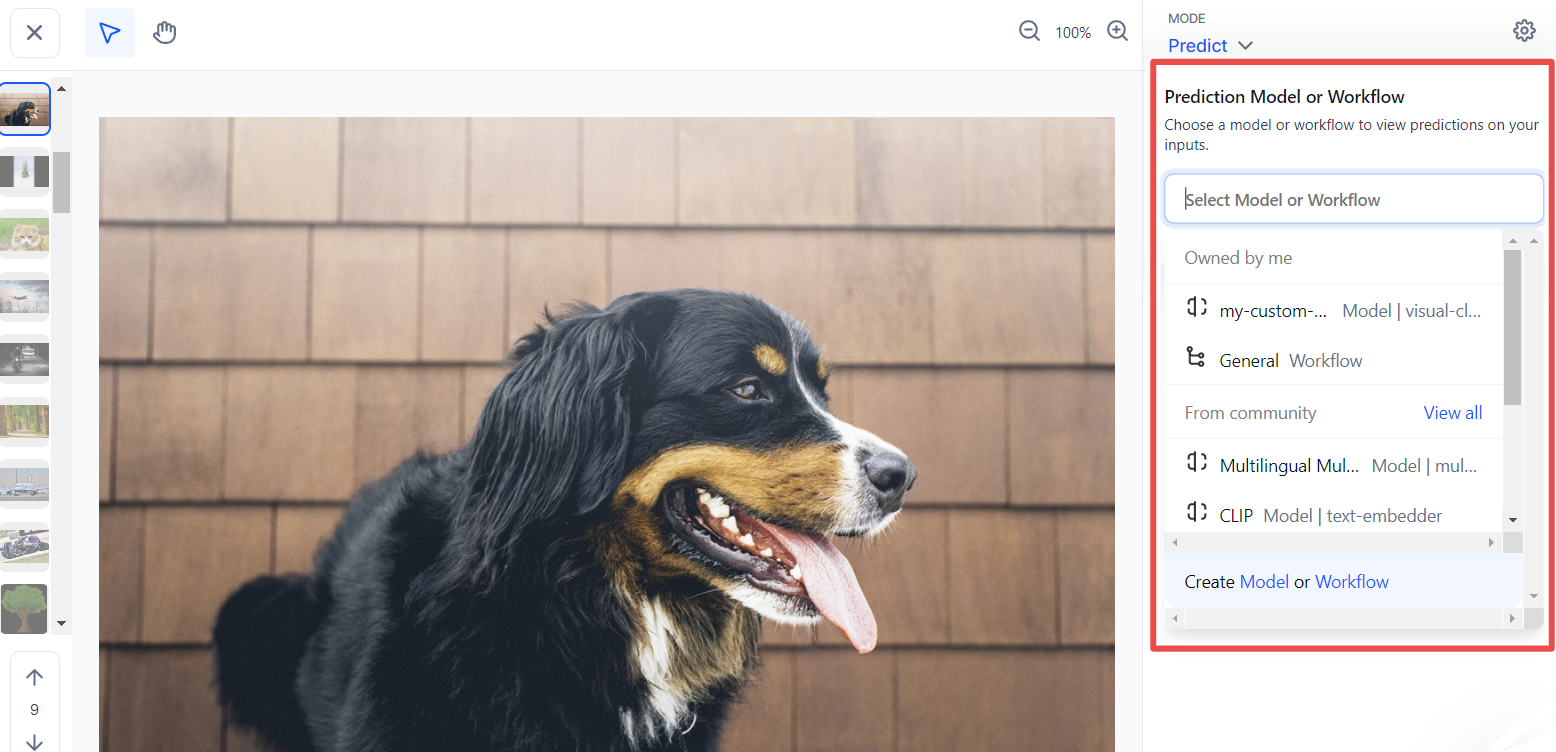 100%
MODE
Predict
Prediction Model or Workflow
Choose a model or workflow to view predictions on your
inputs.
Select Model or Workflow
Owned by me
my-custom-... Model | visual-cl...
General Workflow
From community View all
Multilingual Mul... Model | mul...
CLIP Model | text-embedder
Create Model or Workflow
9